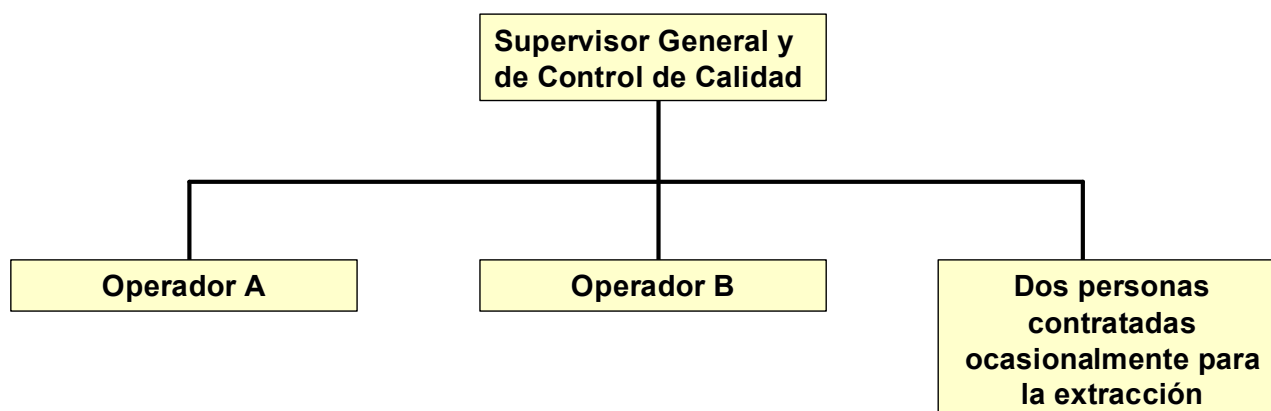 Supervisor General y
de Control de Calidad
Operador A
Operador B
Dos personas
contratadas
ocasionalmente para
la extracción